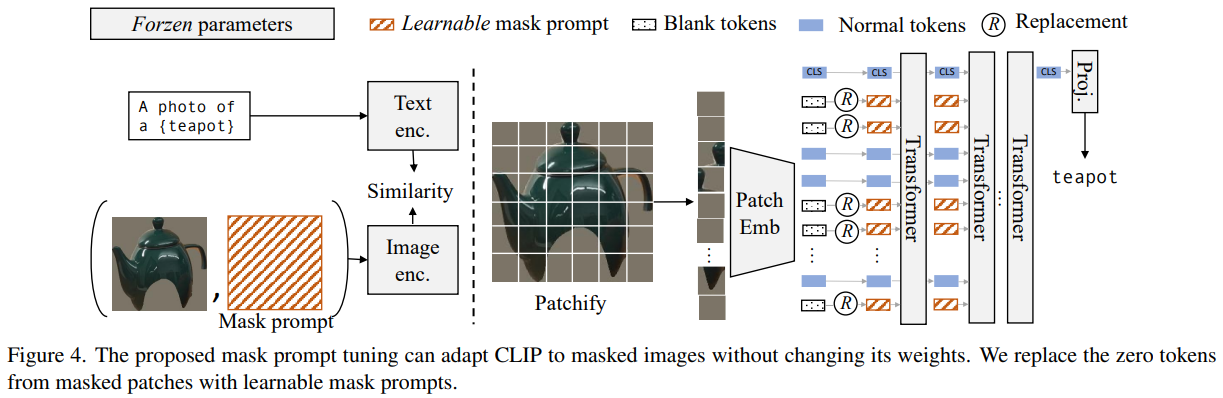 Forzen parameters
Learnable mask prompt
Blank tokens
Normal tokens
R Replacement
A photo of
a {teapot}
Text
enc.
Similarity
Image
enc.
,
Mask prompt
Patchify
Patch
Emb
CLS
CLS
CLS
CLS
R
R
R
R
R
Transformer
Transformer
...
Transformer
Proj.
teapot
Figure 4. The proposed mask prompt tuning can adapt CLIP to masked images without changing its weights. We replace the zero tokens
from masked patches with learnable mask prompts.